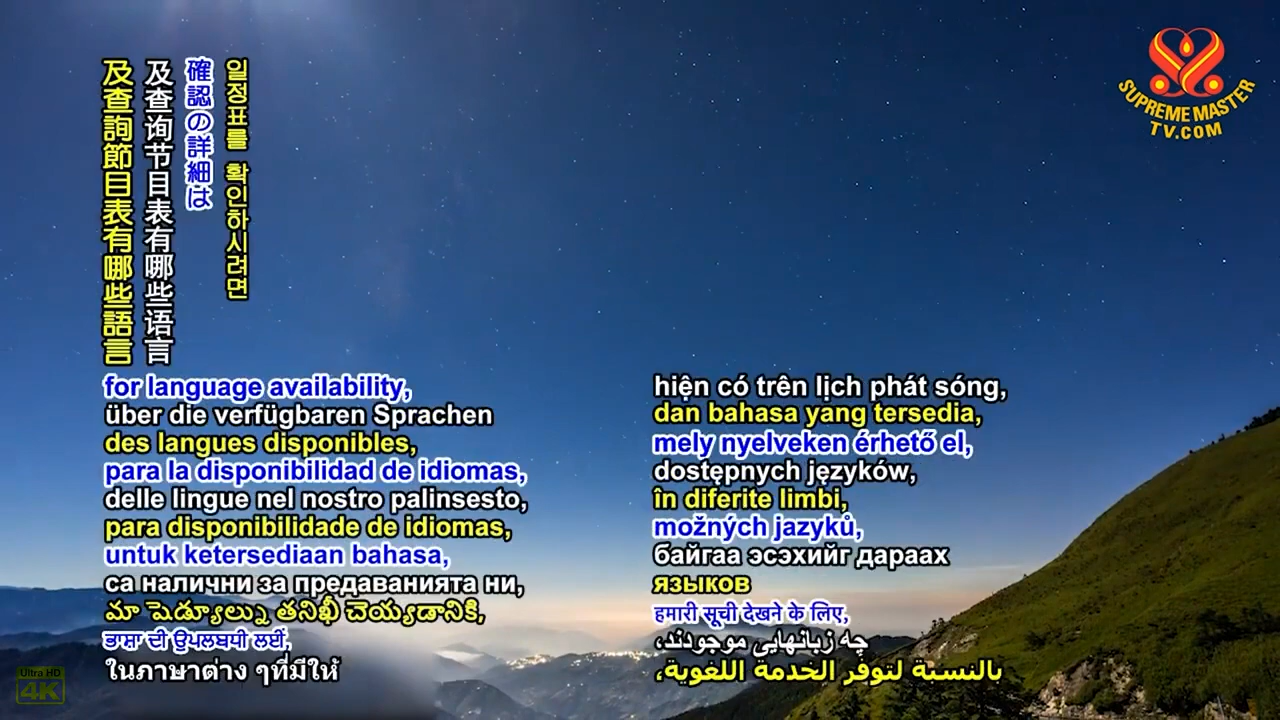 及查詢節目表有哪些語言
及查询节目表有哪些语言
確認の詳細は
일정표를 확인하시려면
SUPREME MASTER
TV.COM
for language availability,
über die verfügbaren Sprachen
des langues disponibles,
para la disponibilidad de idiomas,
delle lingue nel nostro palinsesto,
para disponibilidade de idiomas,
untuk ketersediaan bahasa,
са налични за предаванията ни,
మా షెడ్యూల్ను తనిఖీ చెయ్యడానికి,
ਭਾਸ਼ਾ ਦੀ ਉਪਲਬਧੀ ਲਈ,
ในภาษาต่าง ๆที่มีให้
hiện có trên lịch phát sóng,
dan bahasa yang tersedia,
mely nyelveken érhető el,
dostępnych języków,
în diferite limbi,
možných jazyků,
байгаа эсэхийг дараах
языков
हमारी सूची देखने के लिए,
چه زبانهایی موجودند،
بالنسبة لتوفر الخدمة اللغوية،
Ultra HD
4K